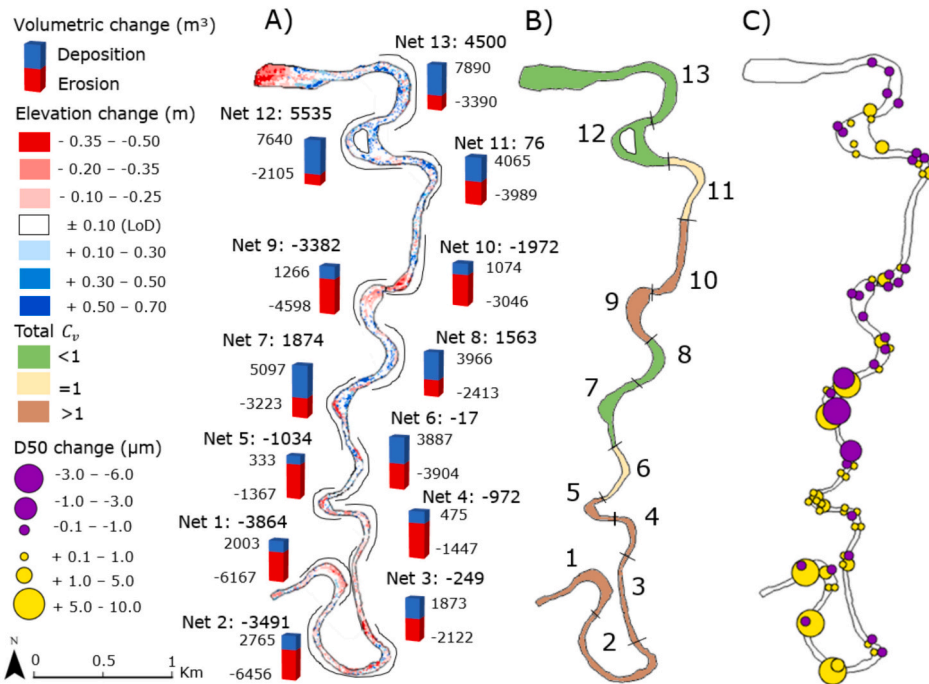 Volumetric change (m³)
Deposition
Erosion
Elevation change (m)
- 0.35 – -0.50
- 0.20 – -0.35
- 0.10 – -0.25
± 0.10 (LoD)
+ 0.10 – -0.30
+ 0.30 – -0.50
+ 0.50 – -0.70
Total Cᵥ
<1
=1
>1
D50 change (µm)
-3.0 – -6.0
-1.0 – -3.0
-0.1 – -1.0
+ 0.1 – 1.0
+ 1.0 – 5.0
+ 5.0 – 10.0
N
0 0.5 1
Km
A)
Net 13: 4500
7890
-3390
Net 12: 5535
7640
-2105
Net 11: 76
4065
-3989
Net 9: -3382
1266
-4598
Net 10: -1972
1074
-3046
Net 7: 1874
5097
-3223
Net 8: 1563
3966
-2413
Net 5: -1034
333
-1367
Net 6: -17
3887
-3904
Net 4: -972
475
-1447
Net 1: -3864
2003
-6167
Net 3: -249
1873
-2122
Net 2: -3491
2765
-6456
B)
13
12
11
10
9
8
7
6
5
4
1
3
2
C)